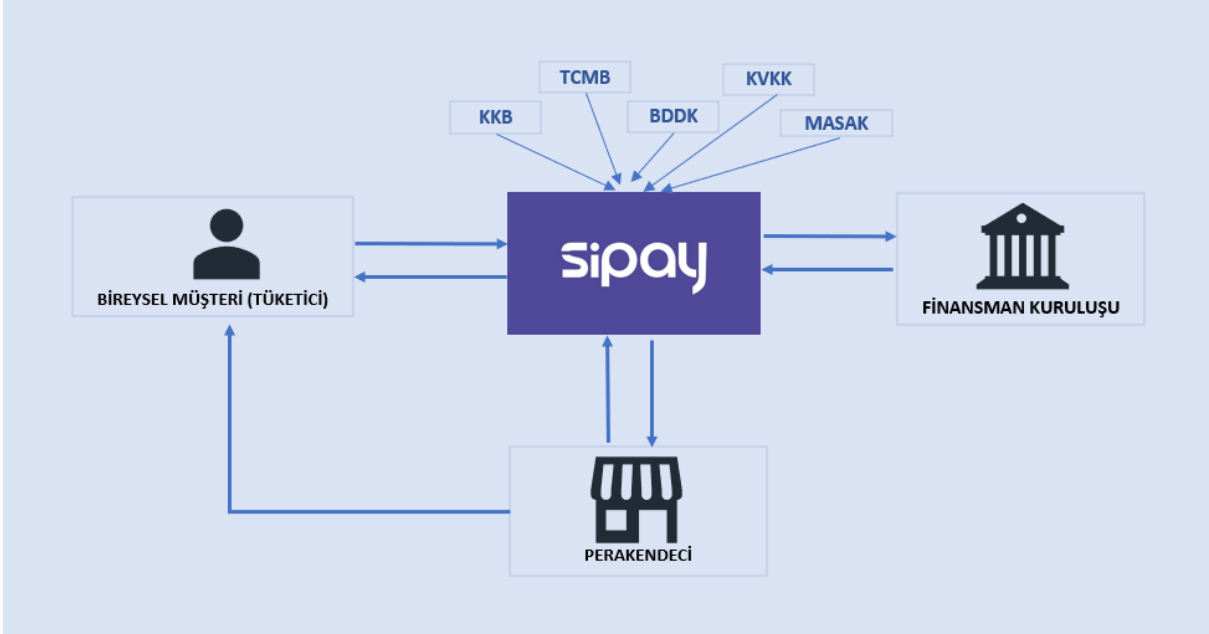 TCMB
KVKK
KKB
BDDK
MASAK
sipay
BİREYSEL MÜŞTERİ (TÜKETİCİ)
FİNANSMAN KURULUŞU
PERAKENDECİ